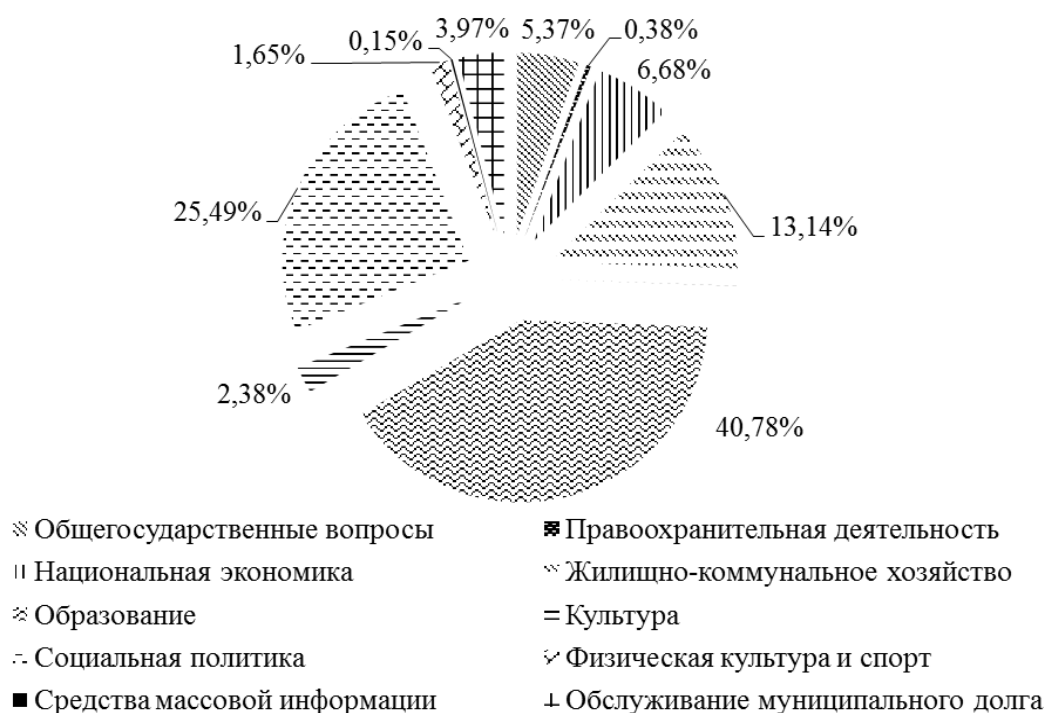 3,97% 5,37% 0,38%
0,15%
1,65%
6,68%
25,49%
13,14%
2,38%
40,78%
Общегосударственные вопросы
Правоохранительная деятельность
Национальная экономика
Жилищно-коммунальное хозяйство
Образование
Культура
Социальная политика
Физическая культура и спорт
Средства массовой информации
Обслуживание муниципального долга